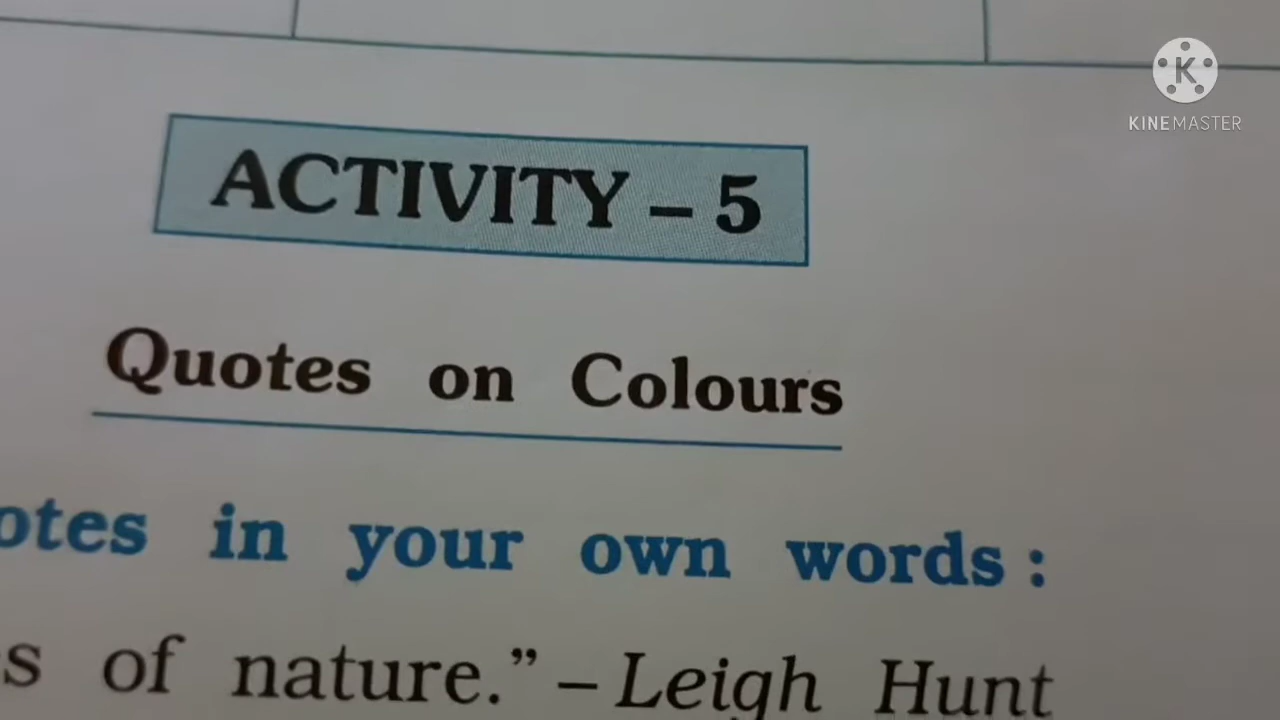 K
KINEMASTER
ACTIVITY – 5
Quotes on Colours
otes in your own words :
s of nature.” – Leigh Hunt